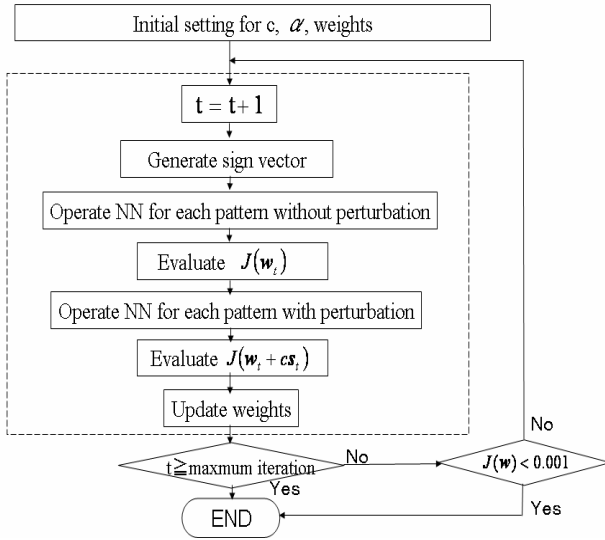 Initial setting for c, α, weights
t = t+1
Generate sign vector
Operate NN for each pattern without perturbation
Evaluate J(wₜ)
Operate NN for each pattern with perturbation
Evaluate J(wₜ + csₜ)
Update weights
t≧maxmum iteration
No
J(w) < 0.001
No
Yes
Yes
END